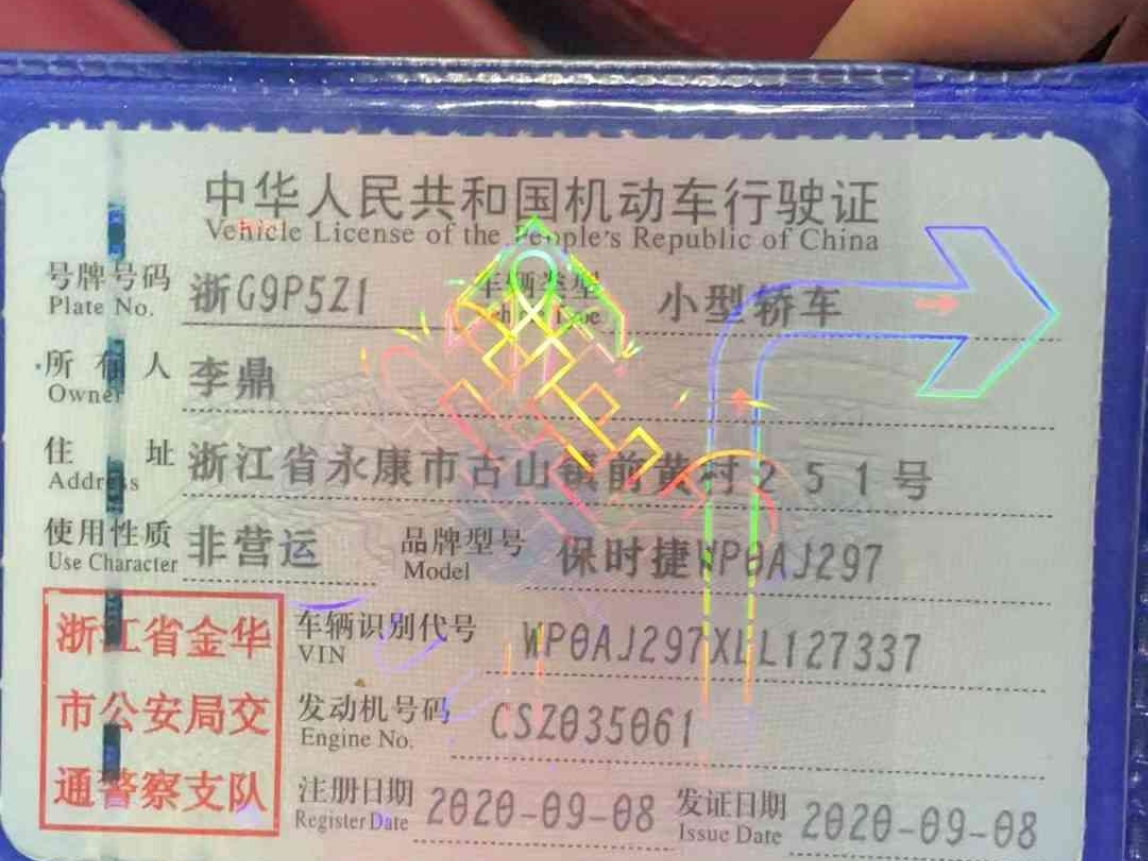 中华人民共和国机动车行驶证
Vehicle License of the People's Republic of China
号牌号码 浙G9P5Z1 车辆类型 小型轿车
Plate No.
所有人 李鼎
Owner
住址 浙江省永康市古山镇前黄村251号
Address
使用性质 非营运 品牌型号 保时捷WP0AJ297
Use Character Model
浙江省金华
市公安局交
通警察支队
车辆识别代号 WP0AJ297XLL127337
VIN
发动机号码 CSZ035061
Engine No.
注册日期 2020-09-08 发证日期 2020-09-08
Register Date Issue Date